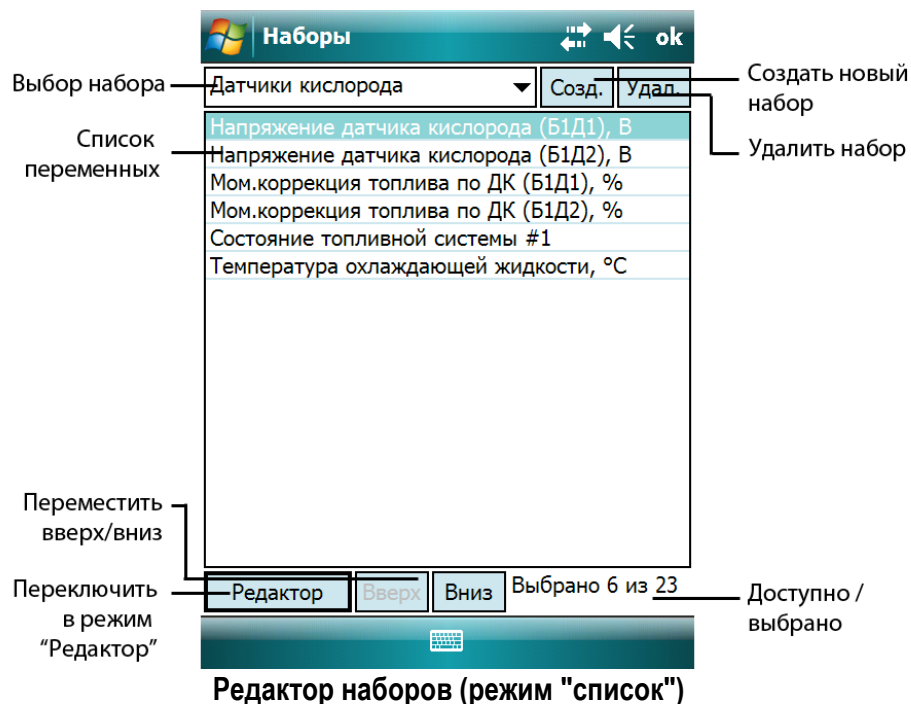 Наборы
ok
Выбор набора
Датчики кислорода
Созд.
Удал.
Создать новый
набор
Удалить набор
Список
переменных
Напряжение датчика кислорода (Б1Д1), В
Напряжение датчика кислорода (Б1Д2), В
Мом.коррекция топлива по ДК (Б1Д1), %
Мом.коррекция топлива по ДК (Б1Д2), %
Состояние топливной системы #1
Температура охлаждающей жидкости, °C
Переместить
вверх/вниз
Переключить
в режим
“Редактор”
Редактор
Вверх
Вниз
Выбрано 6 из 23
Доступно /
выбрано
Редактор наборов (режим "список")